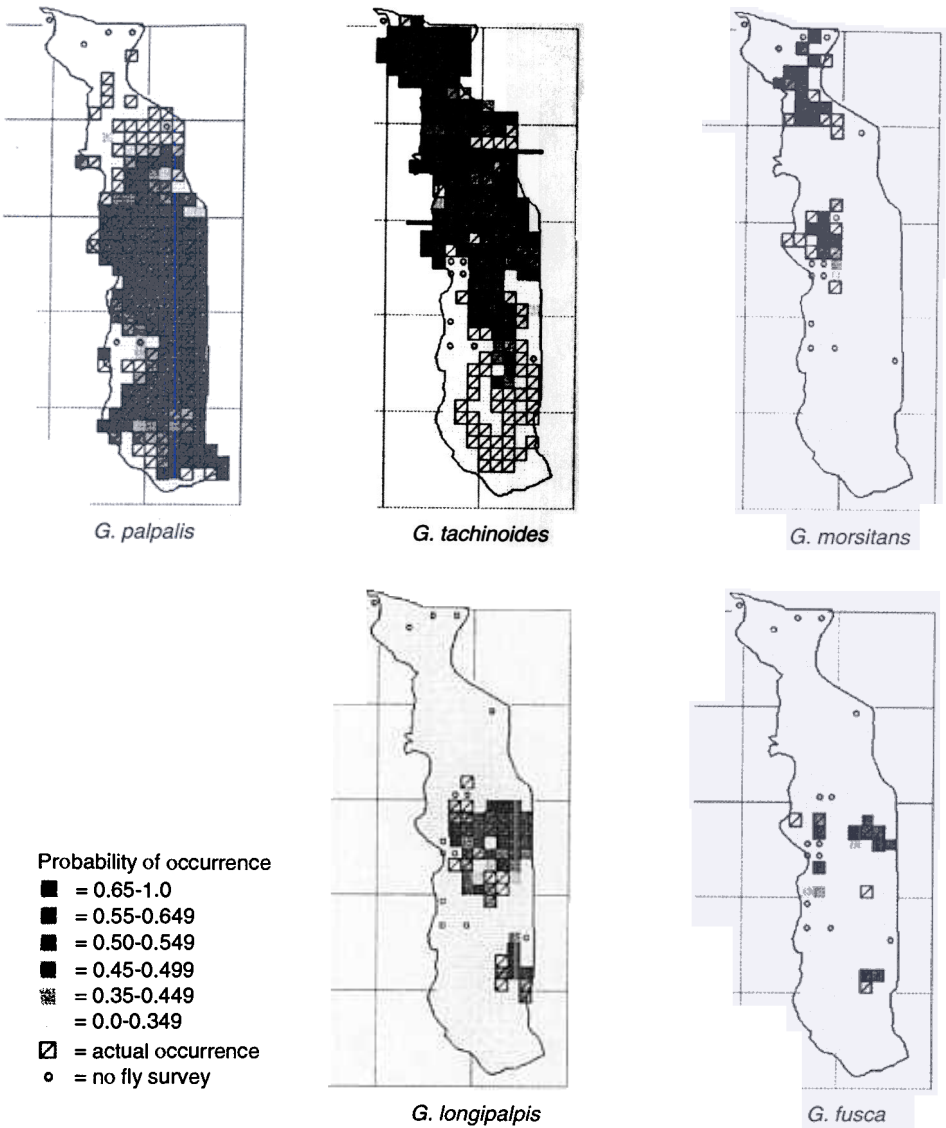 G. palpalis
G. tachinoides
G. morsitans
Probability of occurrence
= 0.65-1.0
= 0.55-0.649
= 0.50-0.549
= 0.45-0.499
= 0.35-0.449
= 0.0-0.349
= actual occurrence
= no fly survey
G. longipalpis
G. fusca